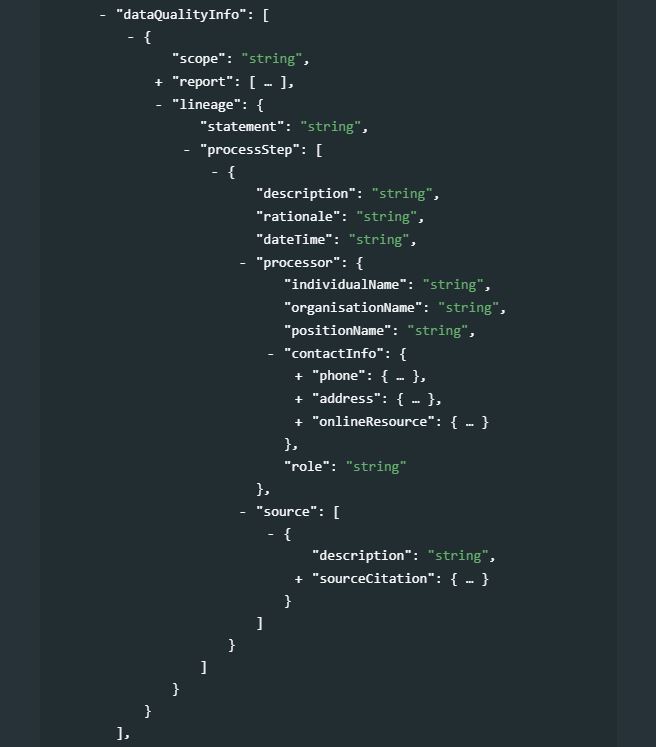 - "dataQualityInfo": [
- {
"scope": "string",
+ "report": [ … ],
- "lineage": {
"statement": "string",
- "processStep": [
- {
"description": "string",
"rationale": "string",
"dateTime": "string",
- "processor": {
"individualName": "string",
"organisationName": "string",
"positionName": "string",
- "contactInfo": {
+ "phone": { … },
+ "address": { … },
+ "onlineResource": { … }
},
"role": "string"
},
- "source": [
- {
"description": "string",
+ "sourceCitation": { … }
}
]
}
]
}
}
],